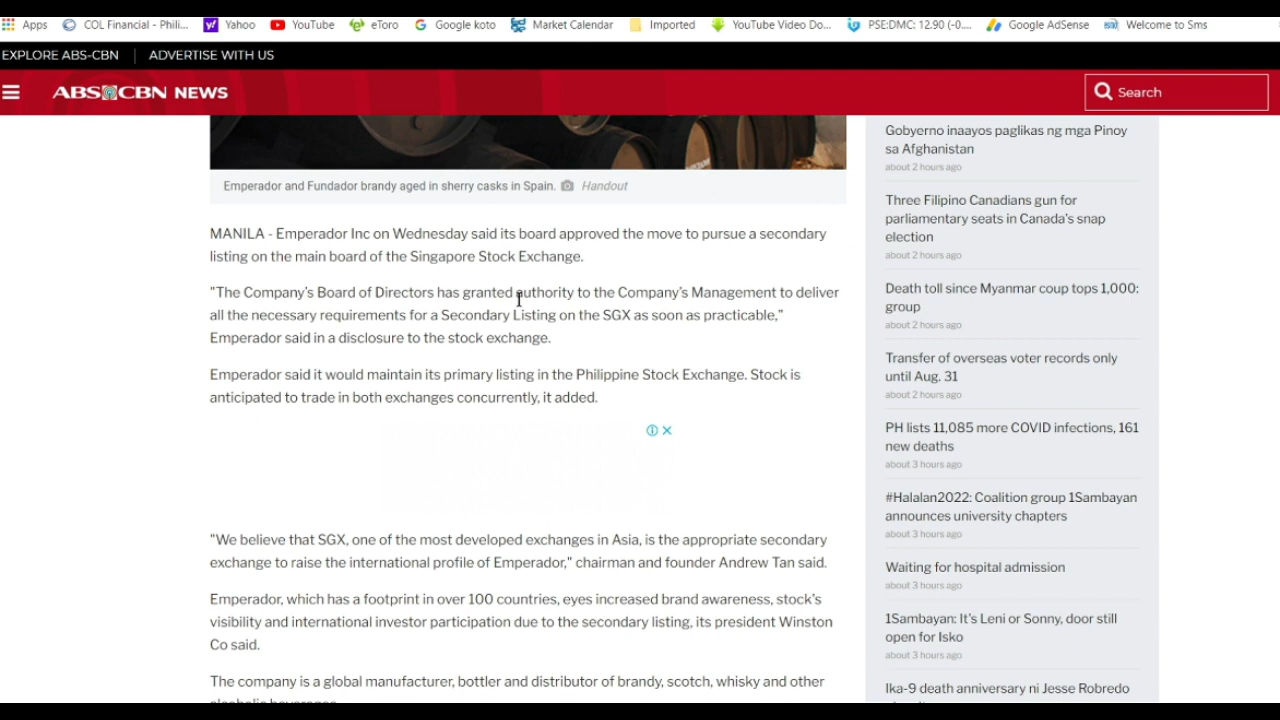 Apps
COL Financial - Phili...
Yahoo
YouTube
eToro
Google koto
Market Calendar
Imported
YouTube Video Do...
PSE:DMC: 12.90 (-0....
Google AdSense
Welcome to Sms
EXPLORE ABS-CBN
ADVERTISE WITH US
ABS CBN NEWS
Search
Emperador and Fundador brandy aged in sherry casks in Spain. Handout
MANILA - Emperador Inc on Wednesday said its board approved the move to pursue a secondary
listing on the main board of the Singapore Stock Exchange.
"The Company's Board of Directors has granted authority to the Company's Management to deliver
all the necessary requirements for a Secondary Listing on the SGX as soon as practicable,"
Emperador said in a disclosure to the stock exchange.
Emperador said it would maintain its primary listing in the Philippine Stock Exchange. Stock is
anticipated to trade in both exchanges concurrently, it added.
"We believe that SGX, one of the most developed exchanges in Asia, is the appropriate secondary
exchange to raise the international profile of Emperador," chairman and founder Andrew Tan said.
Emperador, which has a footprint in over 100 countries, eyes increased brand awareness, stock's
visibility and international investor participation due to the secondary listing, its president Winston
Co said.
The company is a global manufacturer, bottler and distributor of brandy, scotch, whisky and other
alcoholic beverages
Gobyerno inaayos paglikas ng mga Pinoy
sa Afghanistan
about 2 hours ago
Three Filipino Canadians gun for
parliamentary seats in Canada's snap
election
about 2 hours ago
Death toll since Myanmar coup tops 1,000:
group
about 2 hours ago
Transfer of overseas voter records only
until Aug. 31
about 2 hours ago
PH lists 11,085 more COVID infections, 161
new deaths
about 3 hours ago
#Halalan2022: Coalition group 1Sambayan
announces university chapters
about 3 hours ago
Waiting for hospital admission
about 3 hours ago
1Sambayan: It's Leni or Sonny, door still
open for Isko
about 3 hours ago
Ika-9 death anniversary ni Jesse Robredo